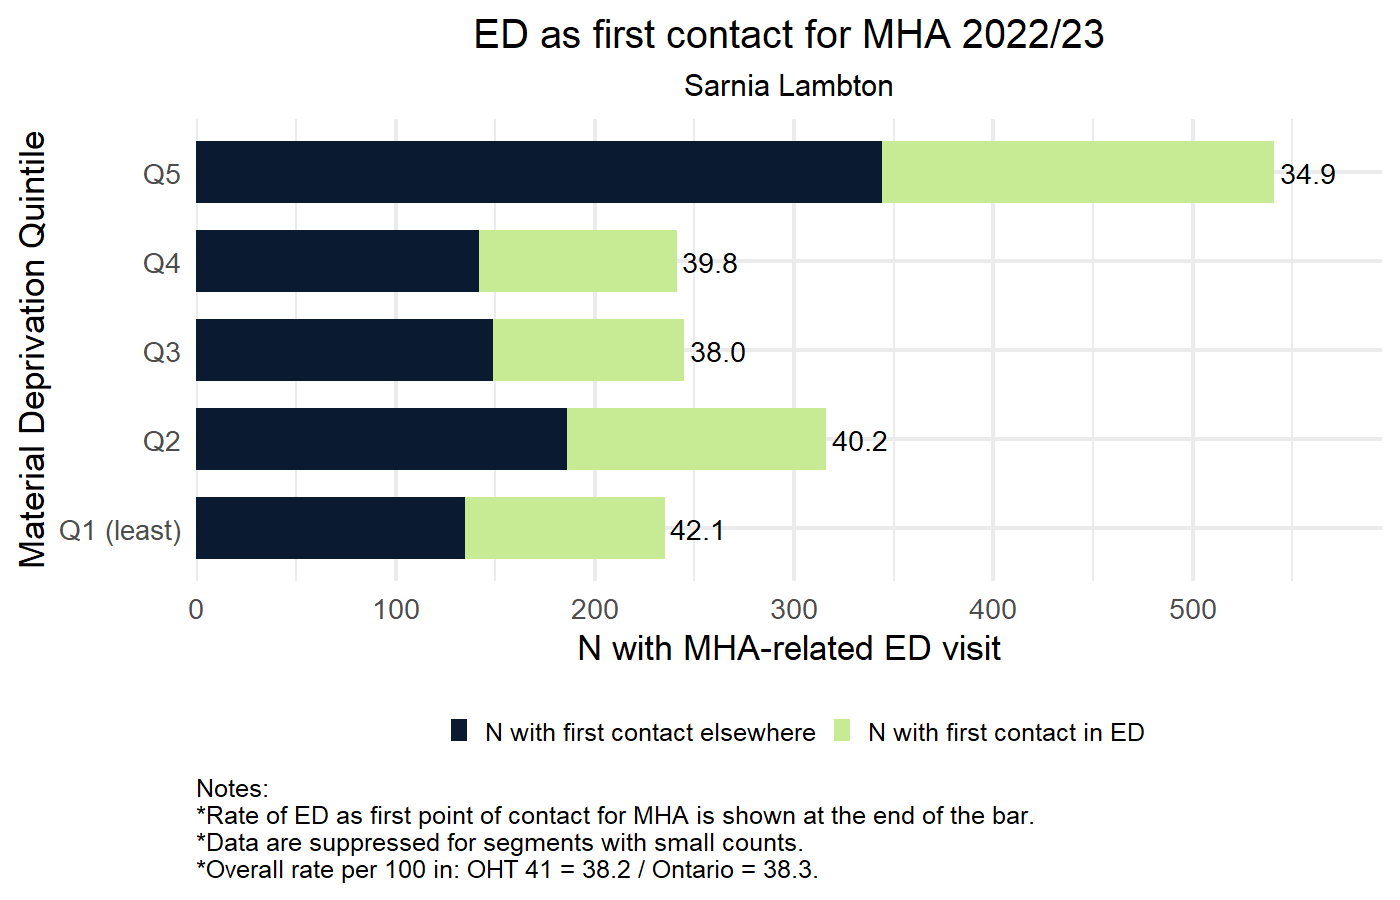 ED as first contact for MHA 2022/23
Sarnia Lambton
Material Deprivation Quintile
Q5
34.9
Q4
39.8
Q3
38.0
Q2
40.2
Q1 (least)
42.1
0 100 200 300 400 500
N with MHA-related ED visit
N with first contact elsewhere N with first contact in ED
Notes:
*Rate of ED as first point of contact for MHA is shown at the end of the bar.
*Data are suppressed for segments with small counts.
*Overall rate per 100 in: OHT 41 = 38.2 / Ontario = 38.3.